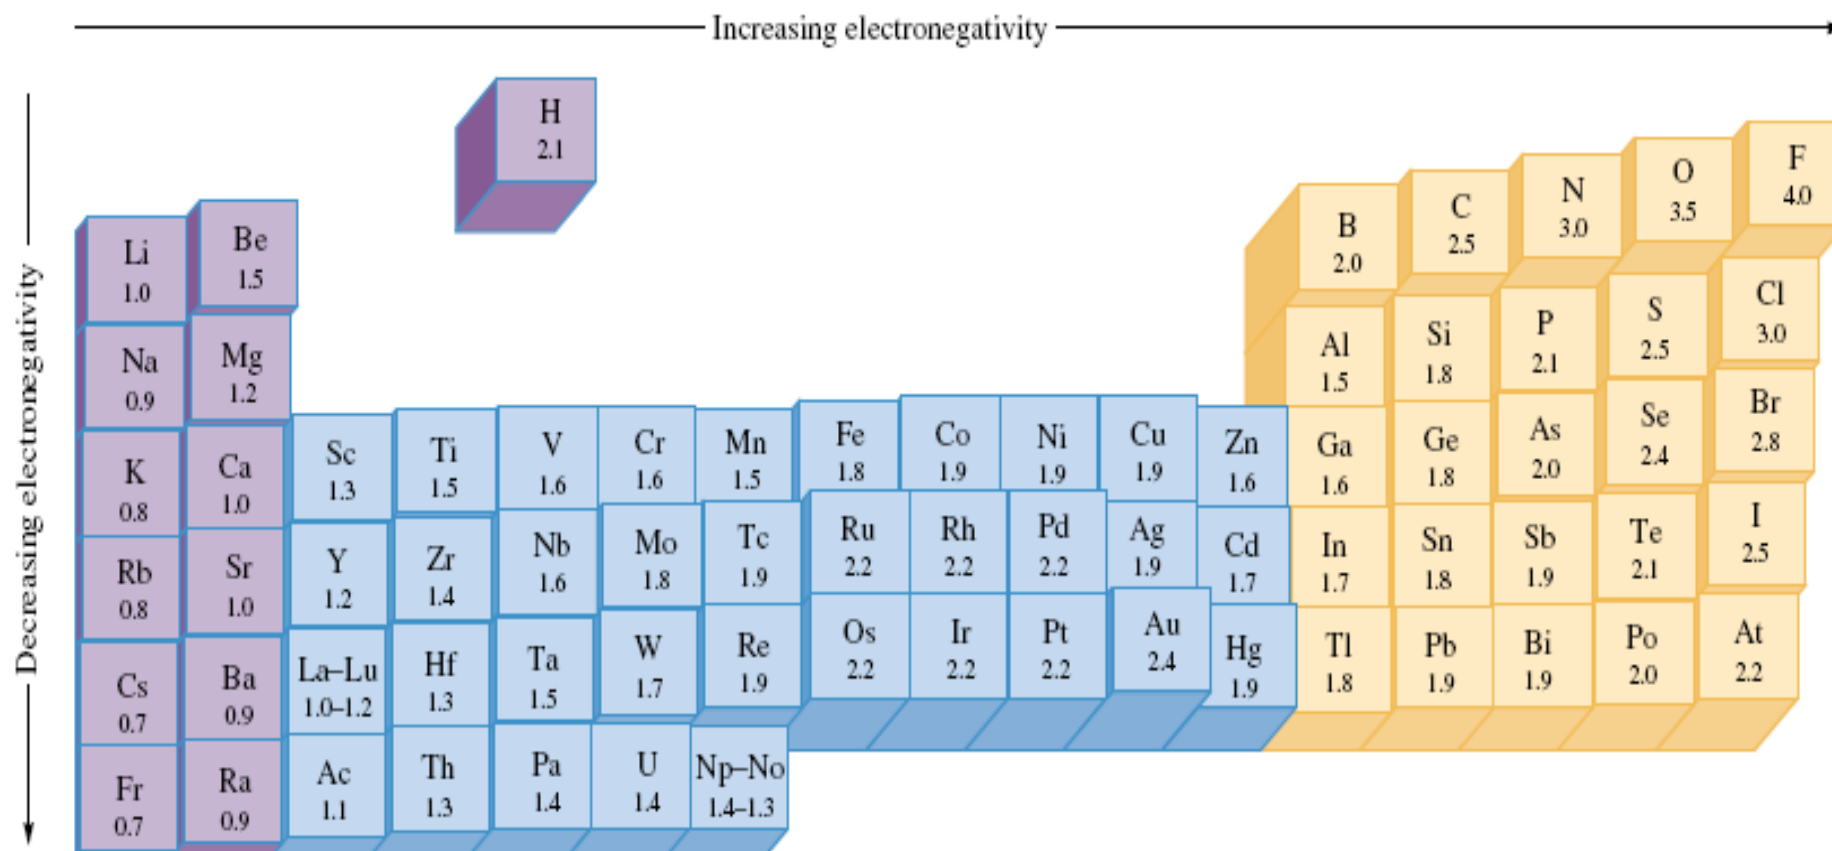 Increasing electronegativity
Decreasing electronegativity
H
2.1
Li
1.0
Be
1.5
B
2.0
C
2.5
N
3.0
O
3.5
F
4.0
Na
0.9
Mg
1.2
Al
1.5
Si
1.8
P
2.1
S
2.5
Cl
3.0
K
0.8
Ca
1.0
Sc
1.3
Ti
1.5
V
1.6
Cr
1.6
Mn
1.5
Fe
1.8
Co
1.9
Ni
1.9
Cu
1.9
Zn
1.6
Ga
1.6
Ge
1.8
As
2.0
Se
2.4
Br
2.8
Rb
0.8
Sr
1.0
Y
1.2
Zr
1.4
Nb
1.6
Mo
1.8
Tc
1.9
Ru
2.2
Rh
2.2
Pd
2.2
Ag
1.9
Cd
1.7
In
1.7
Sn
1.8
Sb
1.9
Te
2.1
I
2.5
Cs
0.7
Ba
0.9
La–Lu
1.0–1.2
Hf
1.3
Ta
1.5
W
1.7
Re
1.9
Os
2.2
Ir
2.2
Pt
2.2
Au
2.4
Hg
1.9
Tl
1.8
Pb
1.9
Bi
1.9
Po
2.0
At
2.2
Fr
0.7
Ra
0.9
Ac
1.1
Th
1.3
Pa
1.4
U
1.4
Np–No
1.4–1.3